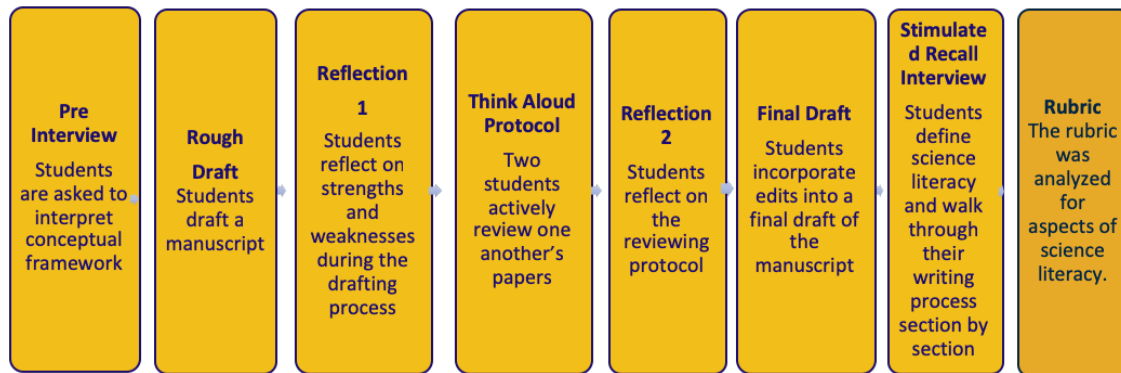 Pre
Interview
Students
are asked to
interpret
conceptual
framework
Rough
Draft
Students
draft a
manuscript
Reflection
1
Students
reflect on
strengths
and
weaknesses
during the
drafting
process
Think Aloud
Protocol
Two
students
actively
review one
another’s
papers
Reflection
2
Students
reflect on
the
reviewing
protocol
Final Draft
Students
incorporate
edits into a
final draft of
the
manuscript
Stimulate
d Recall
Interview
Students
define
science
literacy
and walk
through
their
writing
process
section by
section
Rubric
The rubric
was
analyzed
for
aspects of
science
literacy.